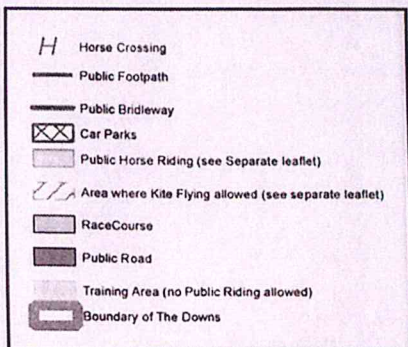 H Horse Crossing
Public Footpath
Public Bridleway
Car Parks
Public Horse Riding (see Separate leaflet)
Area where Kite Flying allowed (see separate leaflet)
RaceCourse
Public Road
Training Area (no Public Riding allowed)
Boundary of The Downs